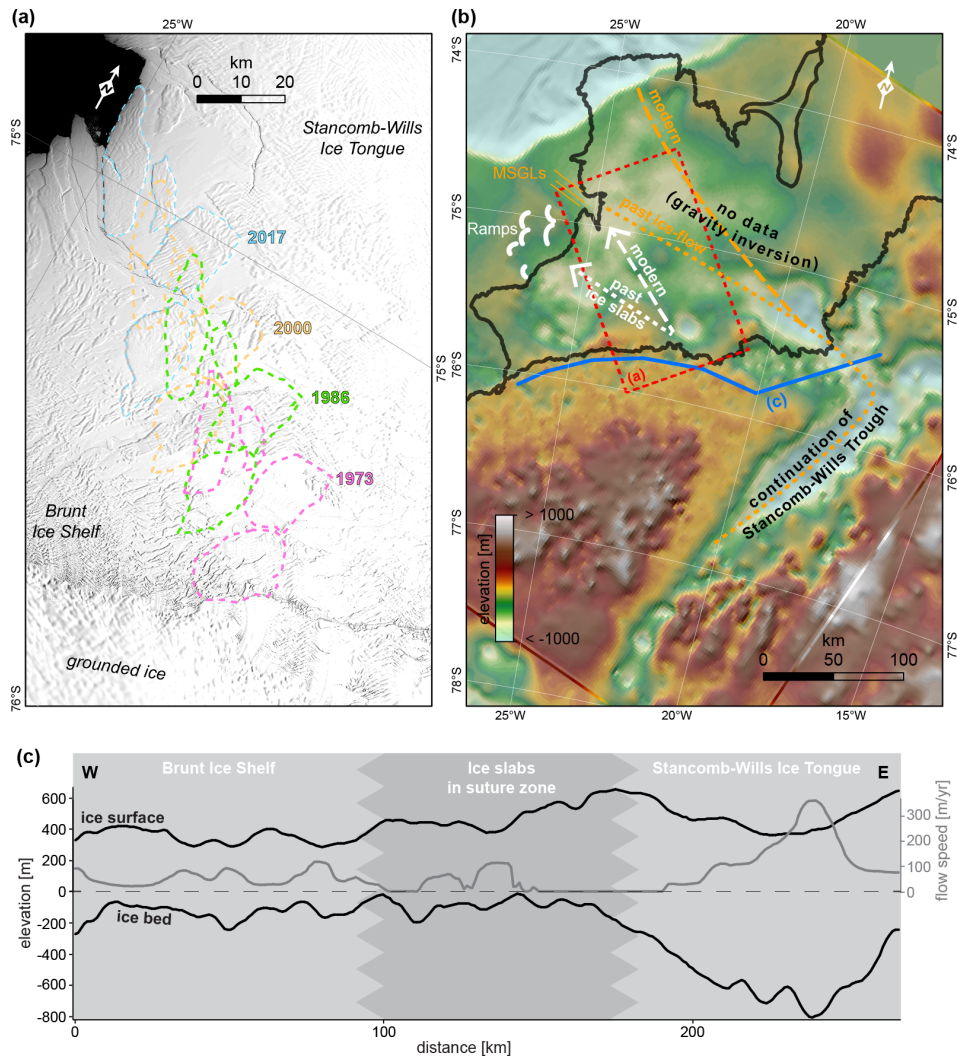 (a)
25°W
km
0 10 20
Stancomb-Wills
Ice Tongue
N
75°S
2017
2000
1986
1973
75°S
Brunt
Ice Shelf
grounded ice
76°S
(b)
25°W
20°W
74°S
N
modern
MSGLs
no data
(gravity inversion)
past ice-flow
Ramps
modern
past
ice slabs
74°S
75°S
75°S
76°S
(a)
(c)
continuation of
Stancomb-Wills Trough
76°S
77°S
> 1000
elevation [m]
< -1000
km
0 50 100
77°S
78°S
25°W
20°W
15°W
(c)
W
Brunt Ice Shelf
Ice slabs
in suture zone
Stancomb-Wills Ice Tongue
E
ice surface
ice bed
elevation [m]
600
400
200
0
-200
-400
-600
-800
300
200
100
0
flow speed [m/yr]
0
100
200
distance [km]